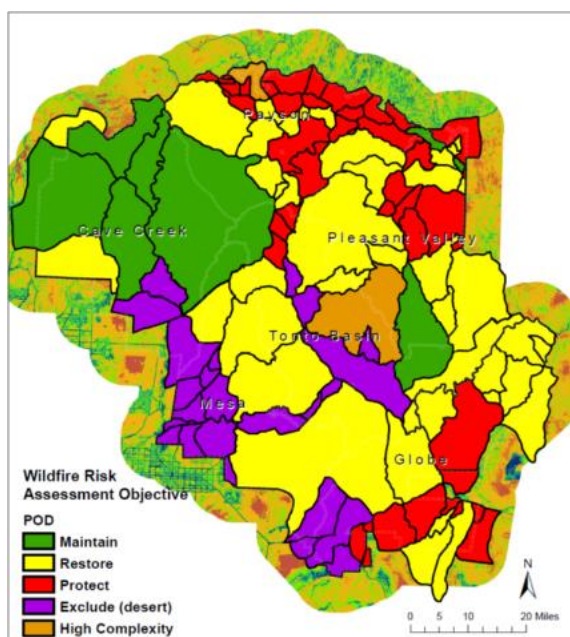 Payson
Cave Creek
Pleasant Valley
Tonto Basin
Mesa
Globe
Wildfire Risk
Assessment Objective
POD
Maintain
Restore
Protect
Exclude (desert)
High Complexity
N
0 5 10 20 Miles